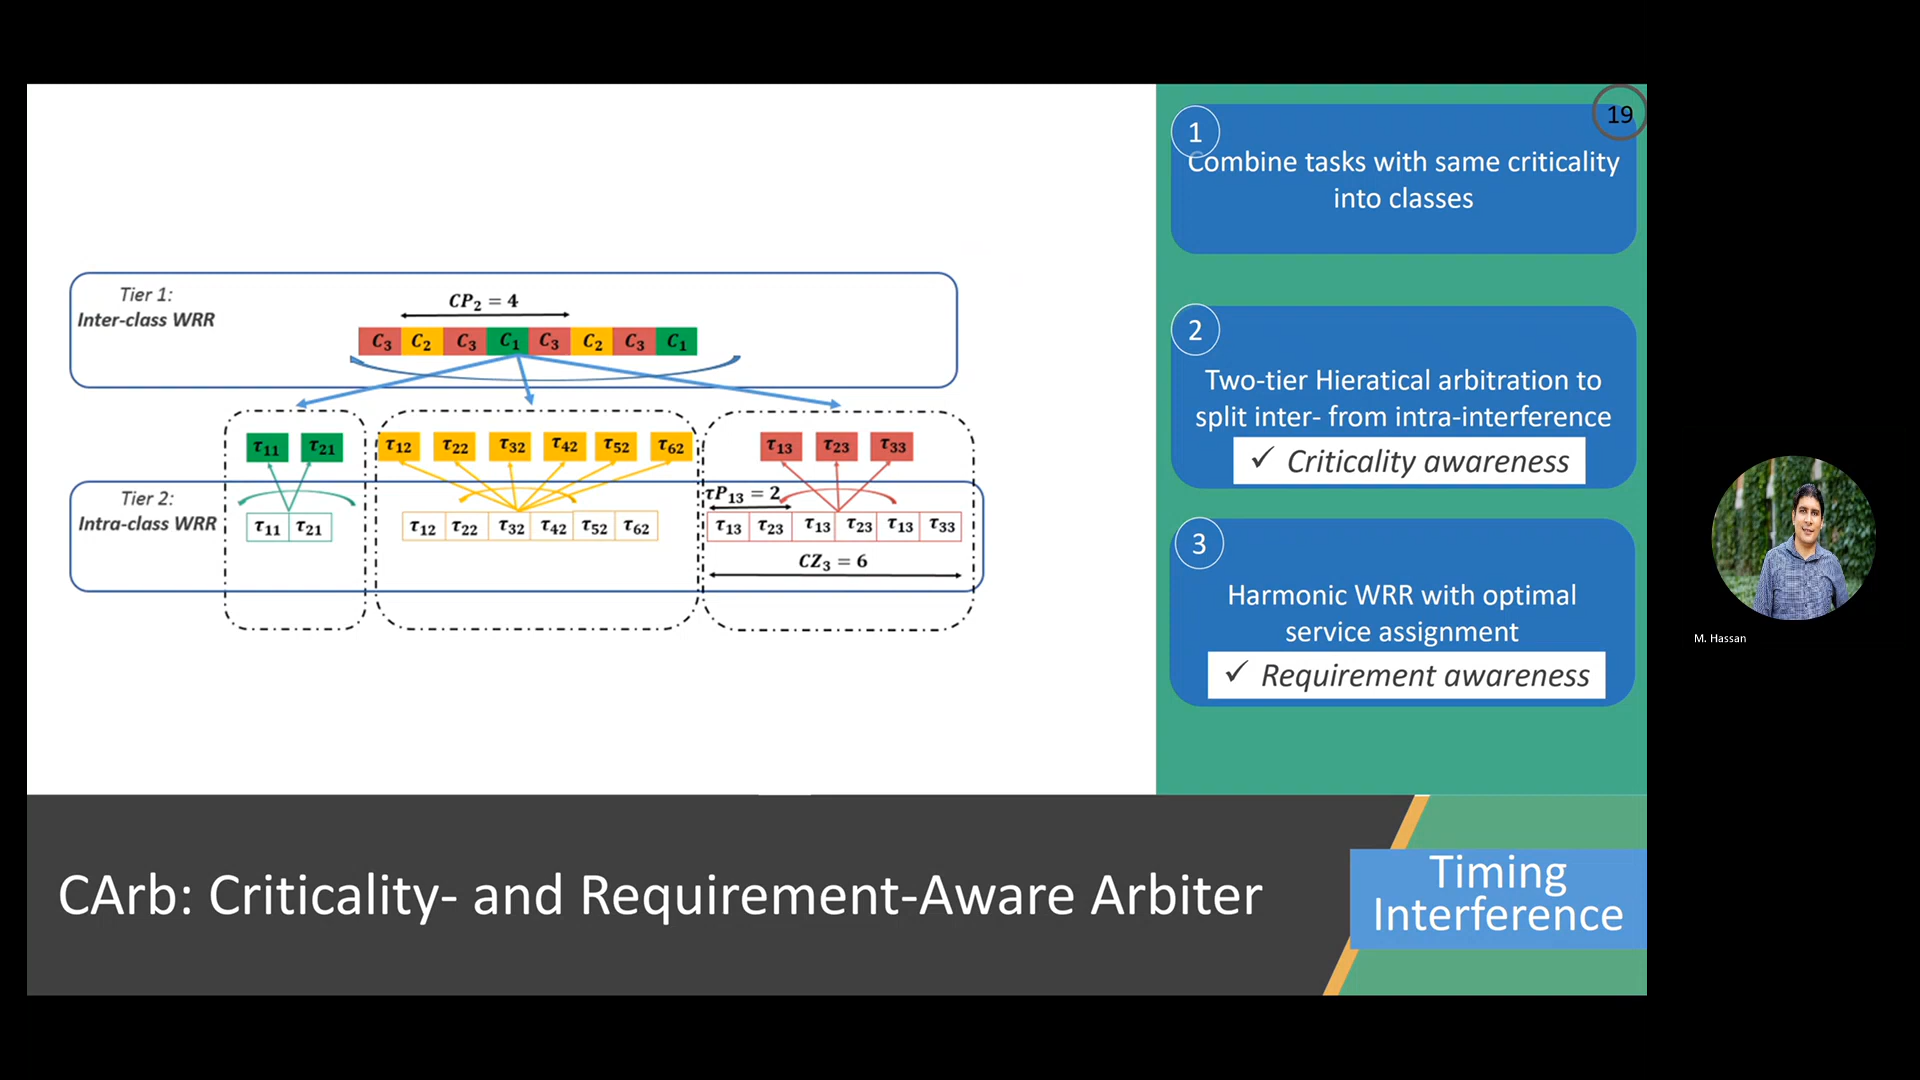 Tier 1:
Inter-class WRR
CP₂ = 4
C₃ C₂ C₃ C₁ C₃ C₂ C₃ C₁
τ₁₁ τ₂₁
τ₁₂ τ₂₂ τ₃₂ τ₄₂ τ₅₂ τ₆₂
τ₁₃ τ₂₃ τ₃₃
Tier 2:
Intra-class WRR
τP₁₃ = 2
τ₁₁ τ₂₁
τ₁₂ τ₂₂ τ₃₂ τ₄₂ τ₅₂ τ₆₂
τ₁₃ τ₂₃ τ₁₃ τ₂₃ τ₁₃ τ₃₃
CZ₃ = 6
19
1
Combine tasks with same criticality
into classes
2
Two-tier Hieratical arbitration to
split inter- from intra-interference
✓ Criticality awareness
3
Harmonic WRR with optimal
service assignment
✓ Requirement awareness
M. Hassan
CArb: Criticality- and Requirement-Aware Arbiter
Timing
Interference